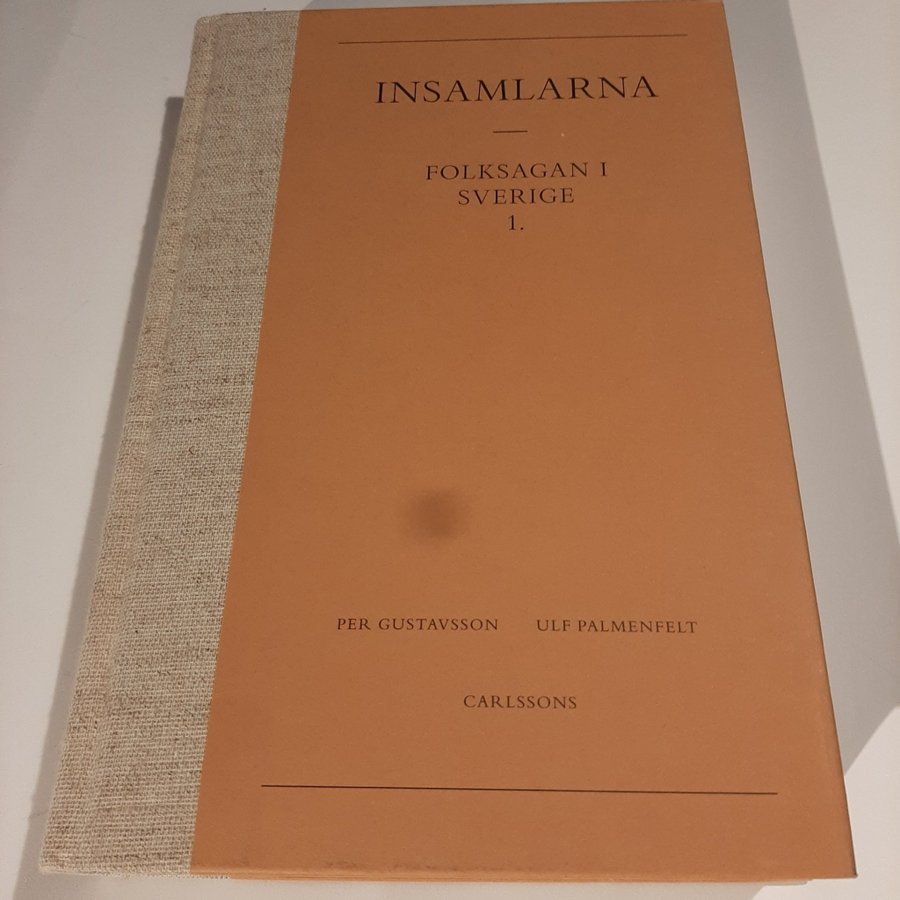 INSAMLARNA
FOLKSAGAN I
SVERIGE
1.
PER GUSTAVSSON ULF PALMENFELT
CARLSSONS